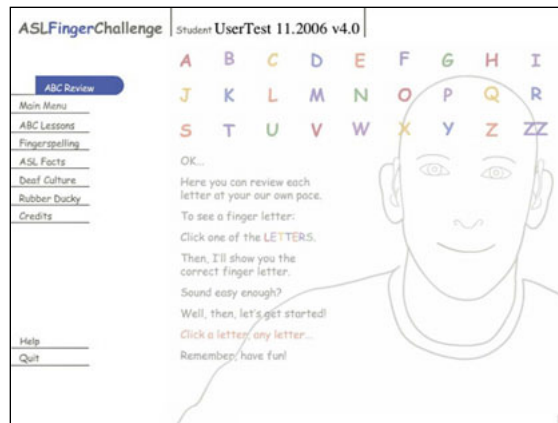 ASLFingerChallenge Student UserTest 11.2006 v4.0
A B C D E F G H I
J K L M N O P Q R
S T U V W X Y Z ZZ
ABC Review
Main Menu
ABC Lessons
Fingerspelling
ASL Facts
Deaf Culture
Rubber Ducky
Credits
Help
Quit
OK...
Here you can review each
letter at your our own pace.
To see a finger letter:
Click one of the LETTERS.
Then, I'll show you the
correct finger letter.
Sound easy enough?
Well, then, let's get started!
Click a letter, any letter...
Remember, have fun!